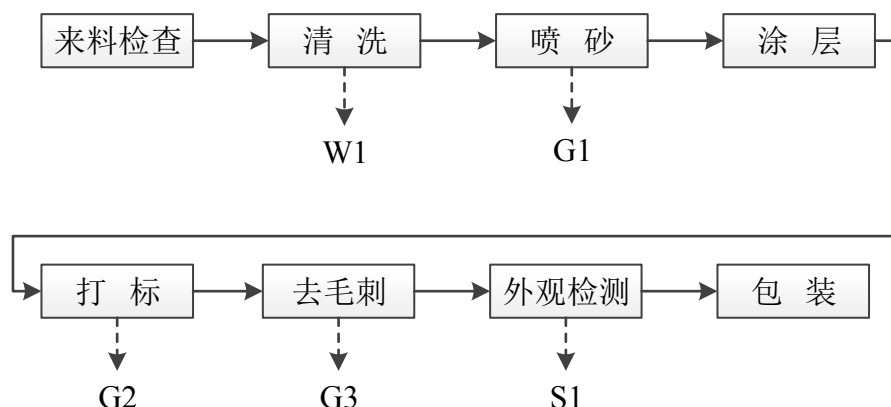 来料检查 清 洗 喷 砂 涂 层
W1 G1
打 标 去毛刺 外观检测 包 装
G2 G3 S1